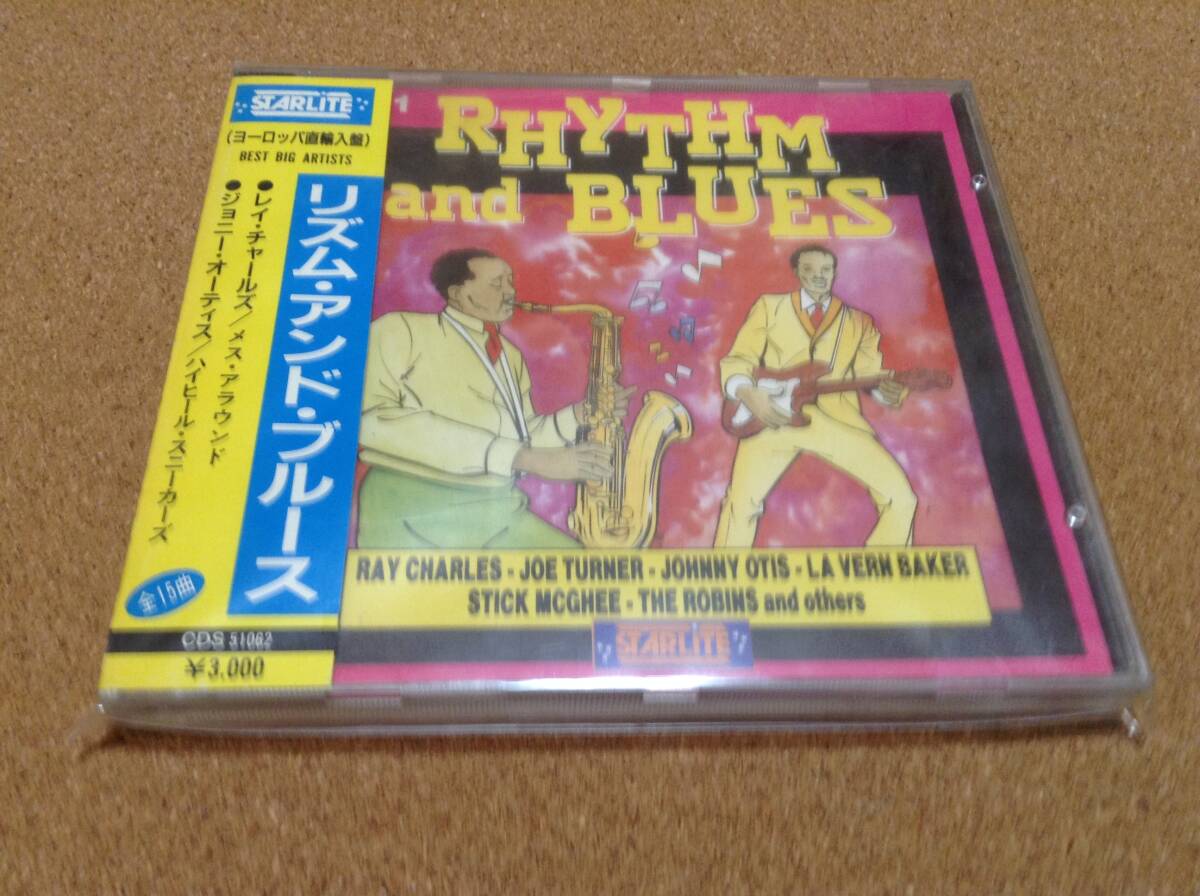 STARLITE
(ヨーロッパ直輸入盤)
BEST BIG ARTISTS
リズム・アンド・ブルース
●レイ・チャールズ/メス・アラウンド
●ジョニー・オーティス/ハイヒール・スニーカーズ
全15曲
CDS 51062
¥3,000
1
RHYTHM
and BLUES
RAY CHARLES - JOE TURNER - JOHNNY OTIS - LA VERN BAKER
STICK MCGHEE - THE ROBINS and others
STARLITE